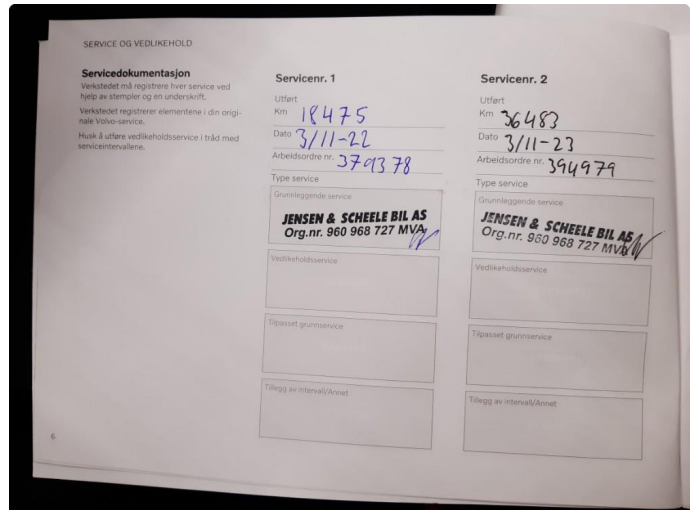 SERVICE OG VEDLIKEHOLD
Servicedokumentasjon
Verkstedet må registrere hver service ved
hjelp av stempler og en underskrift.
Verkstedet registrerer elementene i din origi-
nale Volvo-service.
Husk å utføre vedlikeholdsservice i tråd med
serviceintervallene.
Servicenr. 1
Utført
Km 18475
Dato 3/11-22
Arbeidsordre nr. 379378
Type service
Grunnleggende service
JENSEN & SCHEELE BIL AS
Org.nr. 960 968 727 MVA
Vedlikeholdsservice
Tilpasset grunnservice
Tillegg av intervall/Annet
Servicenr. 2
Utført
Km 36483
Dato 3/11-23
Arbeidsordre nr. 394979
Type service
Grunnleggende service
JENSEN & SCHEELE BIL AS
Org.nr. 960 968 727 MVA
Vedlikeholdsservice
Tilpasset grunnservice
Tillegg av intervall/Annet
6